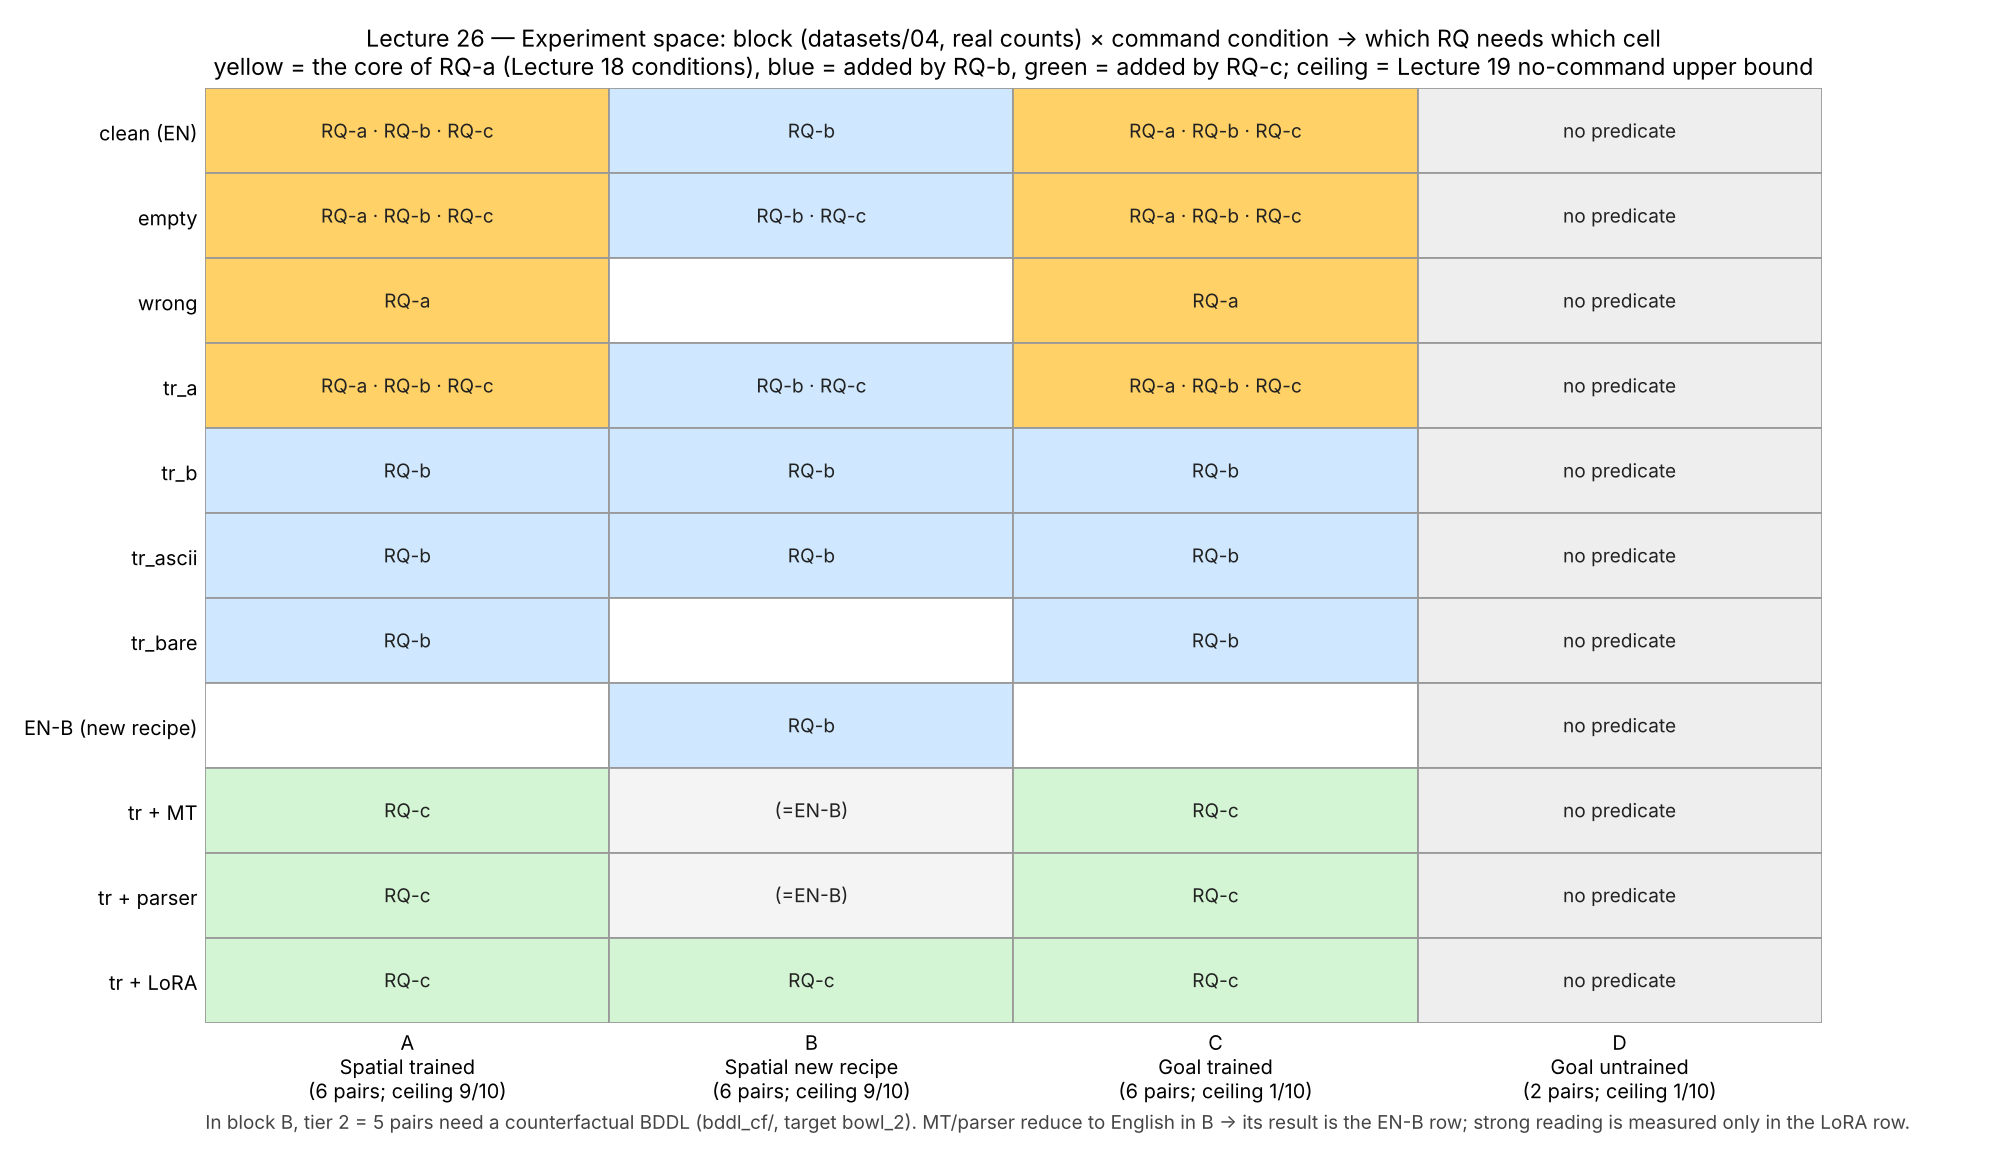 Lecture 26 — Experiment space: block (datasets/04, real counts) × command condition → which RQ needs which cell
yellow = the core of RQ-a (Lecture 18 conditions), blue = added by RQ-b, green = added by RQ-c; ceiling = Lecture 19 no-command upper bound
clean (EN) RQ-a · RQ-b · RQ-c RQ-b RQ-a · RQ-b · RQ-c no predicate
empty RQ-a · RQ-b · RQ-c RQ-b · RQ-c RQ-a · RQ-b · RQ-c no predicate
wrong RQ-a RQ-a no predicate
tr_a RQ-a · RQ-b · RQ-c RQ-b · RQ-c RQ-a · RQ-b · RQ-c no predicate
tr_b RQ-b RQ-b RQ-b no predicate
tr_ascii RQ-b RQ-b RQ-b no predicate
tr_bare RQ-b RQ-b no predicate
EN-B (new recipe) RQ-b no predicate
tr + MT RQ-c (=EN-B) RQ-c no predicate
tr + parser RQ-c (=EN-B) RQ-c no predicate
tr + LoRA RQ-c RQ-c RQ-c no predicate
A B C D
Spatial trained Spatial new recipe Goal trained Goal untrained
(6 pairs; ceiling 9/10) (6 pairs; ceiling 9/10) (6 pairs; ceiling 1/10) (2 pairs; ceiling 1/10)
In block B, tier 2 = 5 pairs need a counterfactual BDDL (bddl_cf/, target bowl_2). MT/parser reduce to English in B → its result is the EN-B row; strong reading is measured only in the LoRA row.